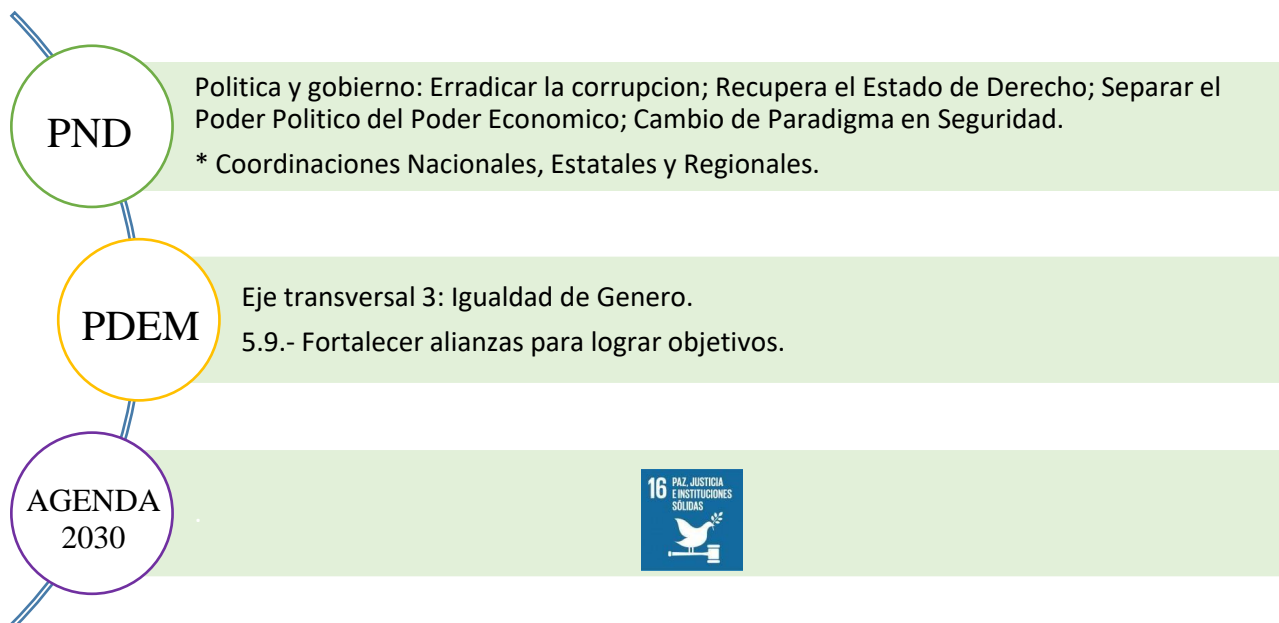 PND
Politica y gobierno: Erradicar la corrupcion; Recupera el Estado de Derecho; Separar el
Poder Politico del Poder Economico; Cambio de Paradigma en Seguridad.
* Coordinaciones Nacionales, Estatales y Regionales.
PDEM
Eje transversal 3: Igualdad de Genero.
5.9.- Fortalecer alianzas para lograr objetivos.
AGENDA
2030
.
16 PAZ, JUSTICIA
E INSTITUCIONES
SÓLIDAS